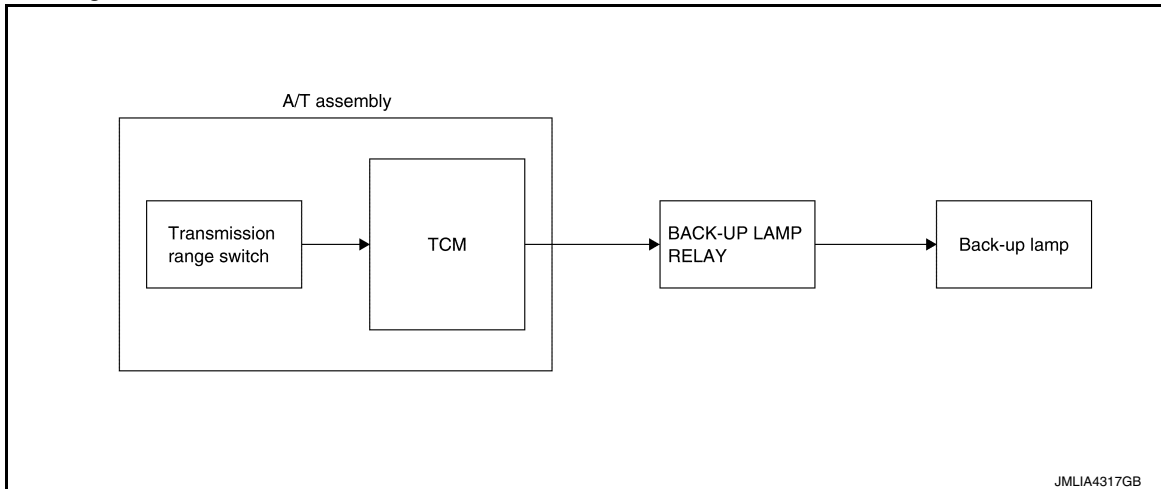 A/T assembly
Transmission
range switch
TCM
BACK-UP LAMP
RELAY
Back-up lamp
JMLIA4317GB